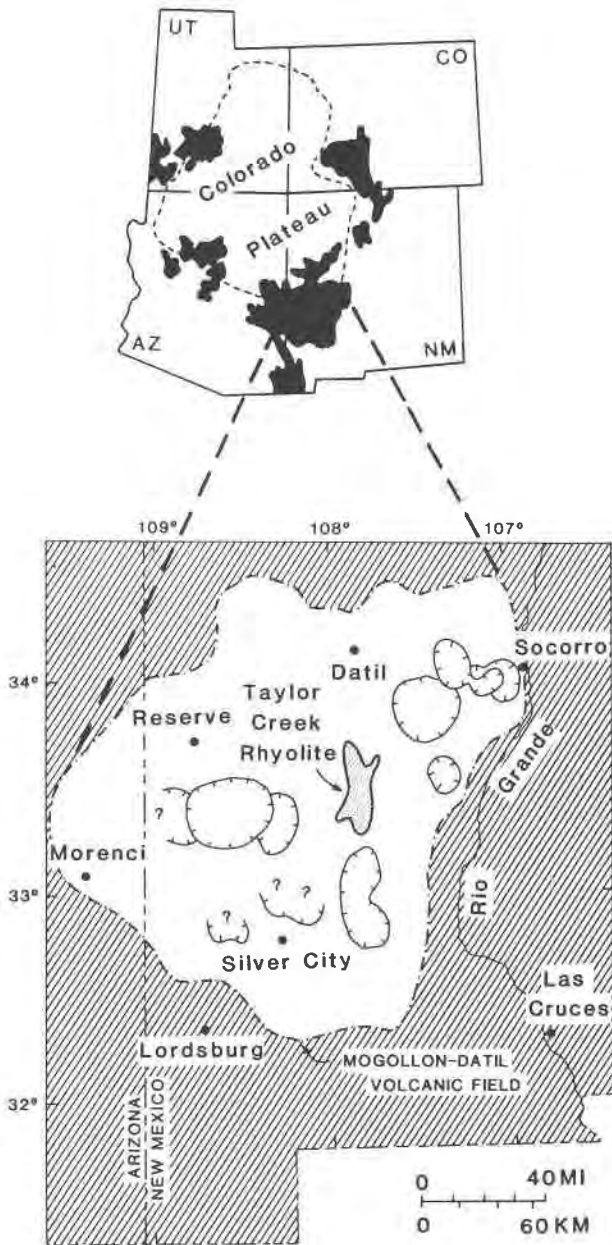 UT
CO
Colorado
Plateau
AZ
NM
109°
108°
107°
34°
33°
32°
Socorro
Datil
Taylor
Creek
Rhyolite
Reserve
Grande
?
Morenci
Rio
?
?
?
Silver City
Las
Cruces
Lordsburg
MOGOLLON-DATIL
VOLCANIC FIELD
ARIZONA
NEW MEXICO
0 40 MI
0 60 KM